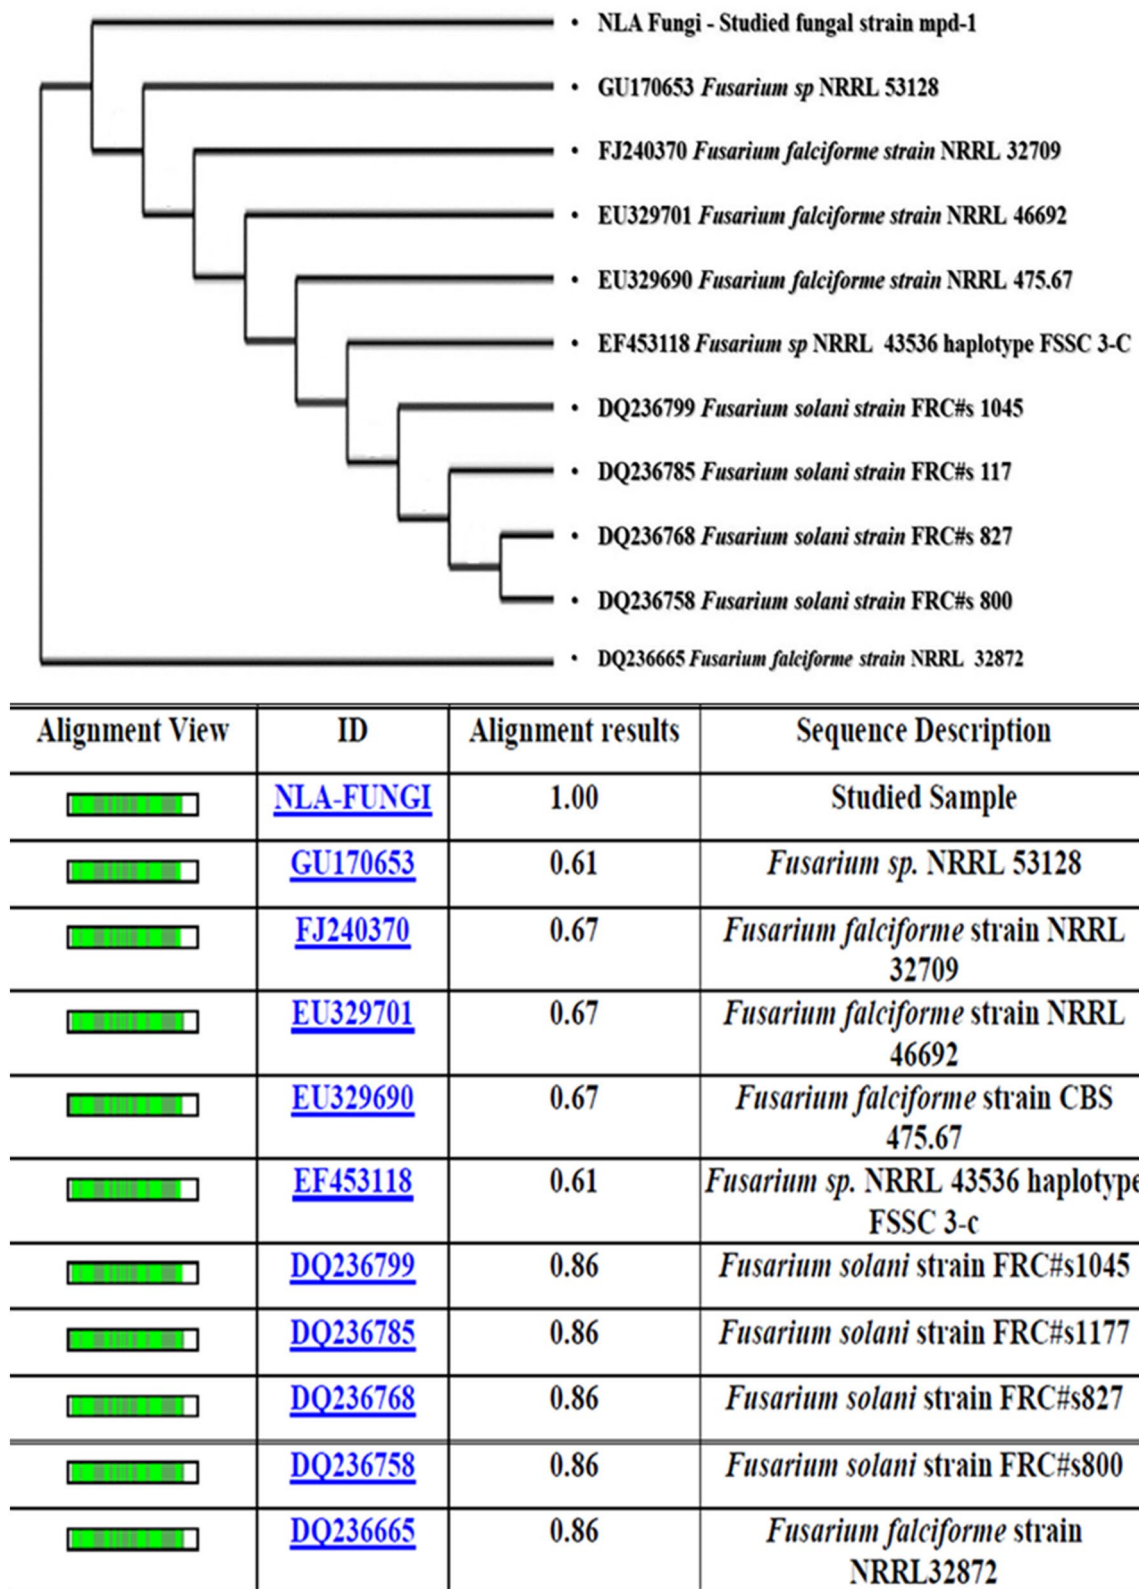 • NLA Fungi - Studied fungal strain mpd-1
• GU170653 Fusarium sp NRRL 53128
• FJ240370 Fusarium falciforme strain NRRL 32709
• EU329701 Fusarium falciforme strain NRRL 46692
• EU329690 Fusarium falciforme strain NRRL 475.67
• EF453118 Fusarium sp NRRL 43536 haplotype FSSC 3-C
• DQ236799 Fusarium solani strain FRC#s 1045
• DQ236785 Fusarium solani strain FRC#s 117
• DQ236768 Fusarium solani strain FRC#s 827
• DQ236758 Fusarium solani strain FRC#s 800
• DQ236665 Fusarium falciforme strain NRRL 32872
Alignment View ID Alignment results Sequence Description
NLA-FUNGI 1.00 Studied Sample
GU170653 0.61 Fusarium sp. NRRL 53128
FJ240370 0.67 Fusarium falciforme strain NRRL
32709
EU329701 0.67 Fusarium falciforme strain NRRL
46692
EU329690 0.67 Fusarium falciforme strain CBS
475.67
EF453118 0.61 Fusarium sp. NRRL 43536 haplotype
FSSC 3-c
DQ236799 0.86 Fusarium solani strain FRC#s1045
DQ236785 0.86 Fusarium solani strain FRC#s1177
DQ236768 0.86 Fusarium solani strain FRC#s827
DQ236758 0.86 Fusarium solani strain FRC#s800
DQ236665 0.86 Fusarium falciforme strain
NRRL32872